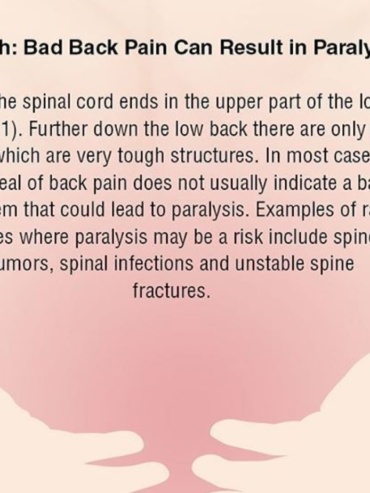 h: Bad Back Pain Can Result in Paraly
he spinal cord ends in the upper part of the lo
1). Further down the low back there are only
which are very tough structures. In most case
eal of back pain does not usually indicate a ba
em that could lead to paralysis. Examples of ra
es where paralysis may be a risk include spin
umors, spinal infections and unstable spine
fractures.